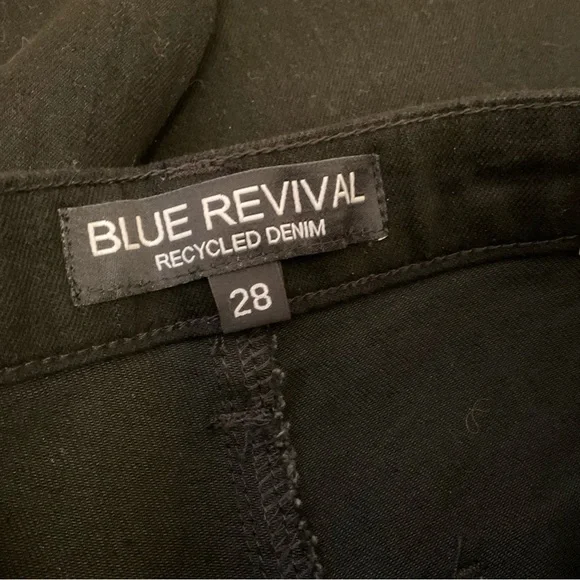 BLUE REVIVAL
RECYCLED DENIM
28